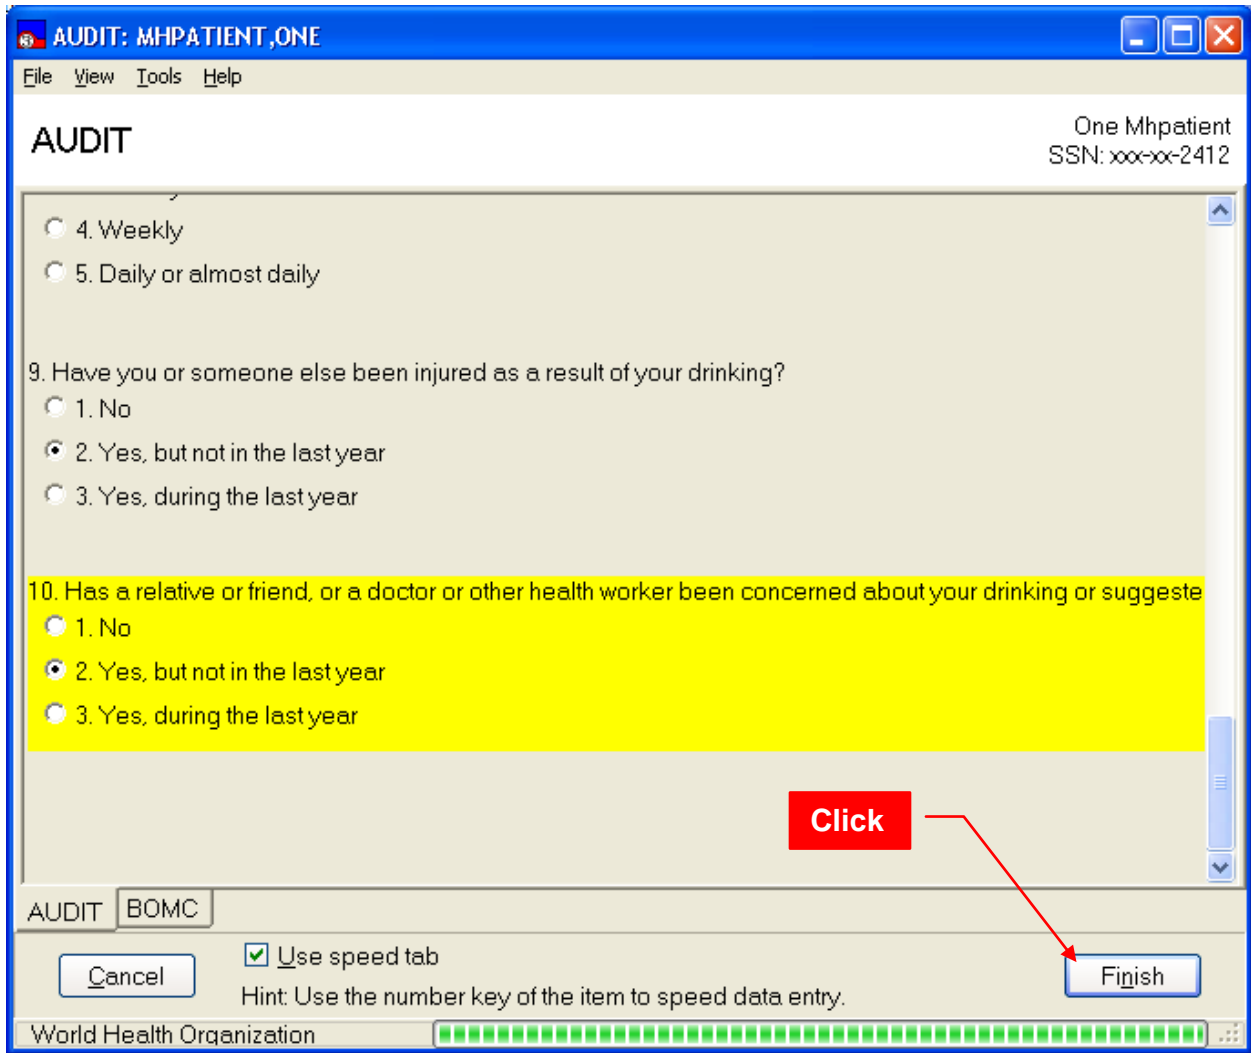 AUDIT: MHPATIENT,ONE
File View Tools Help
AUDIT
One Mhpatient
SSN: xxx-xx-2412
4. Weekly
5. Daily or almost daily
9. Have you or someone else been injured as a result of your drinking?
1. No
2. Yes, but not in the last year
3. Yes, during the last year
10. Has a relative or friend, or a doctor or other health worker been concerned about your drinking or suggeste
1. No
2. Yes, but not in the last year
3. Yes, during the last year
Click
AUDIT BOMC
Cancel
Use speed tab
Hint: Use the number key of the item to speed data entry.
Finish
World Health Organization